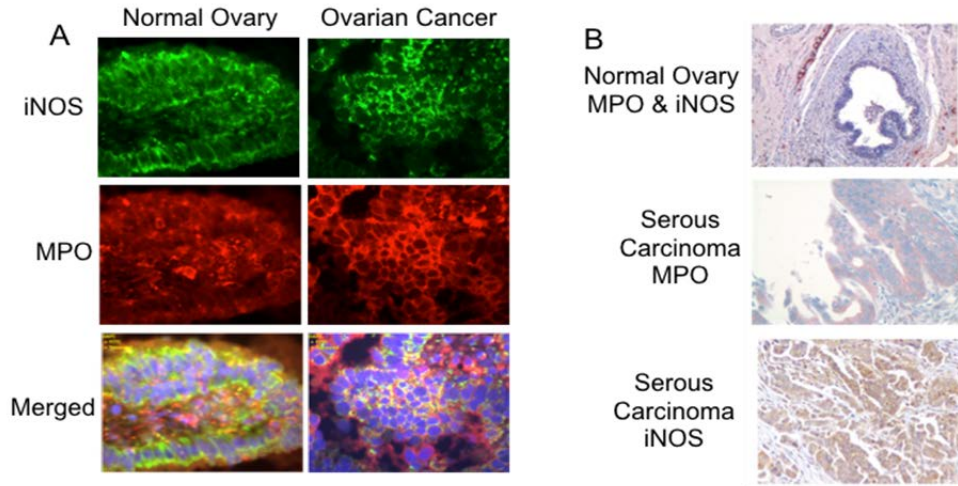 A
Normal Ovary
Ovarian Cancer
iNOS
MPO
Merged
B
Normal Ovary
MPO & iNOS
Serous
Carcinoma
MPO
Serous
Carcinoma
iNOS